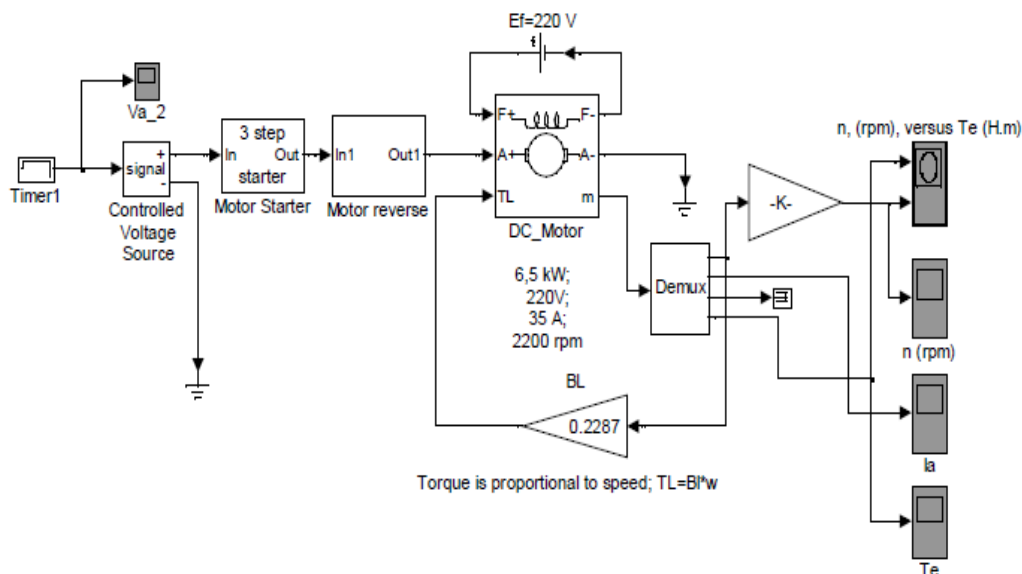 Ef=220 V
f
Va_2
n, (rpm), versus Te (H.m)
Timer1
signal
+
-
Controlled
Voltage
Source
3 step
In Out
starter
Motor Starter
In1 Out1
Motor reverse
F+ F-
A+ A-
TL m
DC_Motor
6,5 kW;
220V;
35 A;
2200 rpm
Demux
-K-
n (rpm)
BL
0.2287
Ia
Torque is proportional to speed; TL=Bl*w
Te